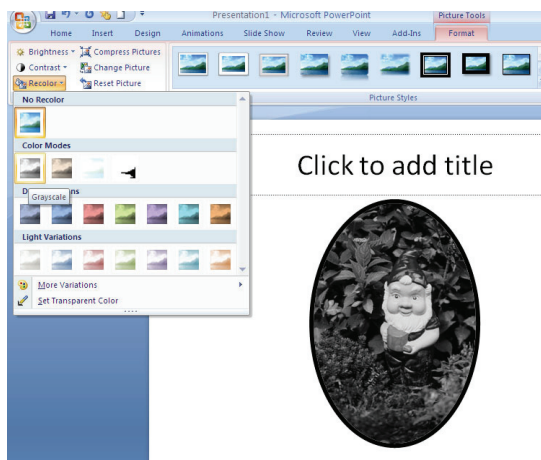 Presentation1 - Microsoft PowerPoint
Picture Tools
Home Insert Design Animations Slide Show Review View Add-Ins Format
Brightness Compress Pictures
Contrast Change Picture
Recolor Reset Picture
Picture Styles
No Recolor
Color Modes
Grayscale
D ns
Light Variations
More Variations
Set Transparent Color
Click to add title